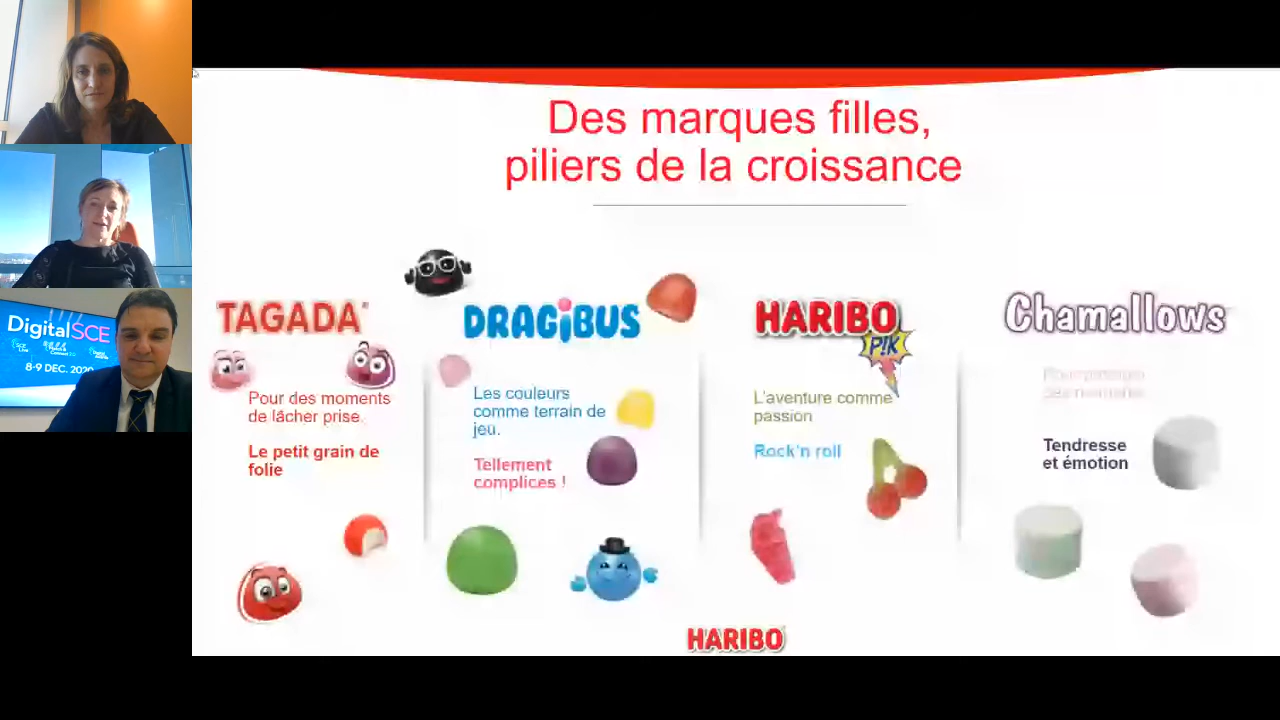 DigitalSCE
8-9 DEC. 2020
Des marques filles,
piliers de la croissance
TAGADA
Pour des moments
de lâcher prise.
Le petit grain de
folie
DRAGiBUS
Les couleurs
comme terrain de
jeu.
Tellement
complices !
HARIBO
P!K
L'aventure comme
passion
Rock'n roll
Chamallows
Tendresse
et émotion
HARIBO